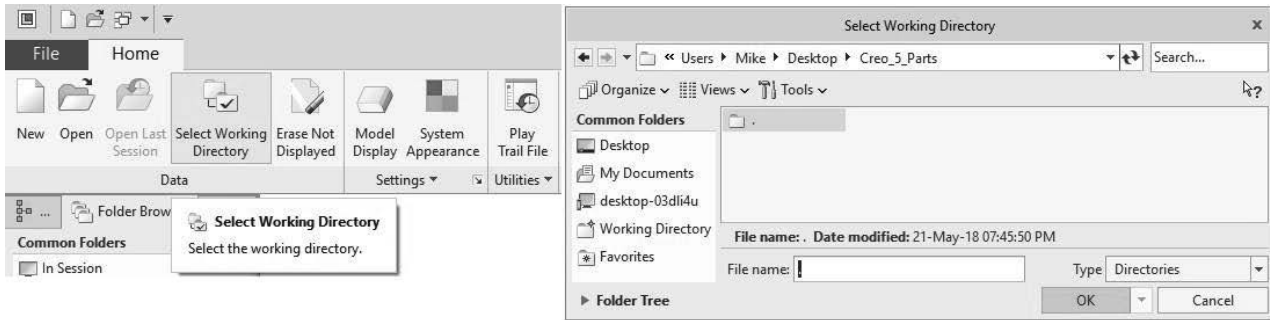 File Home
New Open Open Last Session Select Working Directory Erase Not Displayed Model Display System Appearance Play Trail File
Data Settings Utilities
... Folder Brow
Common Folders
In Session
Select Working Directory
Select the working directory.
Select Working Directory x
« Users Mike Desktop Creo_5_Parts Search...
Organize Views Tools ?
Common Folders .
Desktop
My Documents
desktop-03dli4u
Working Directory
Favorites
File name: . Date modified: 21-May-18 07:45:50 PM
File name: . Type Directories
Folder Tree OK Cancel